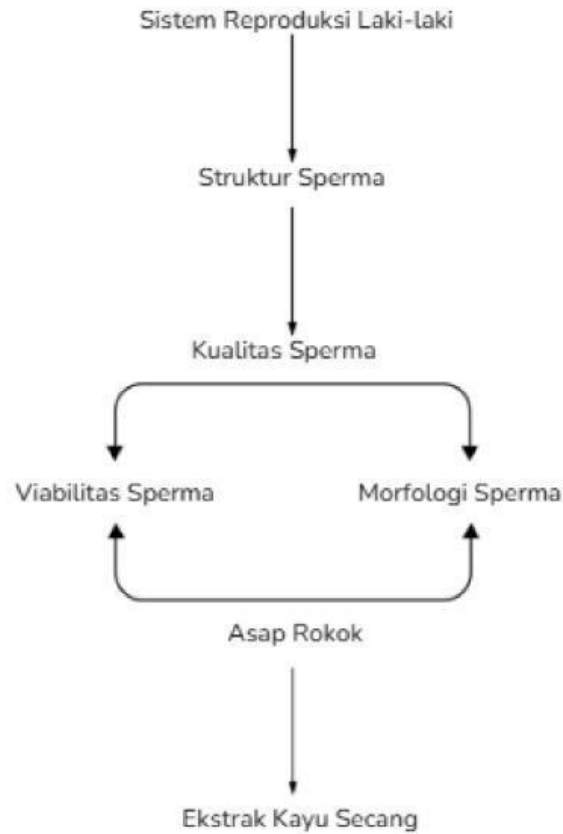 Sistem Reproduksi Laki-laki
Struktur Sperma
Kualitas Sperma
Viabilitas Sperma
Morfologi Sperma
Asap Rokok
Ekstrak Kayu Secang